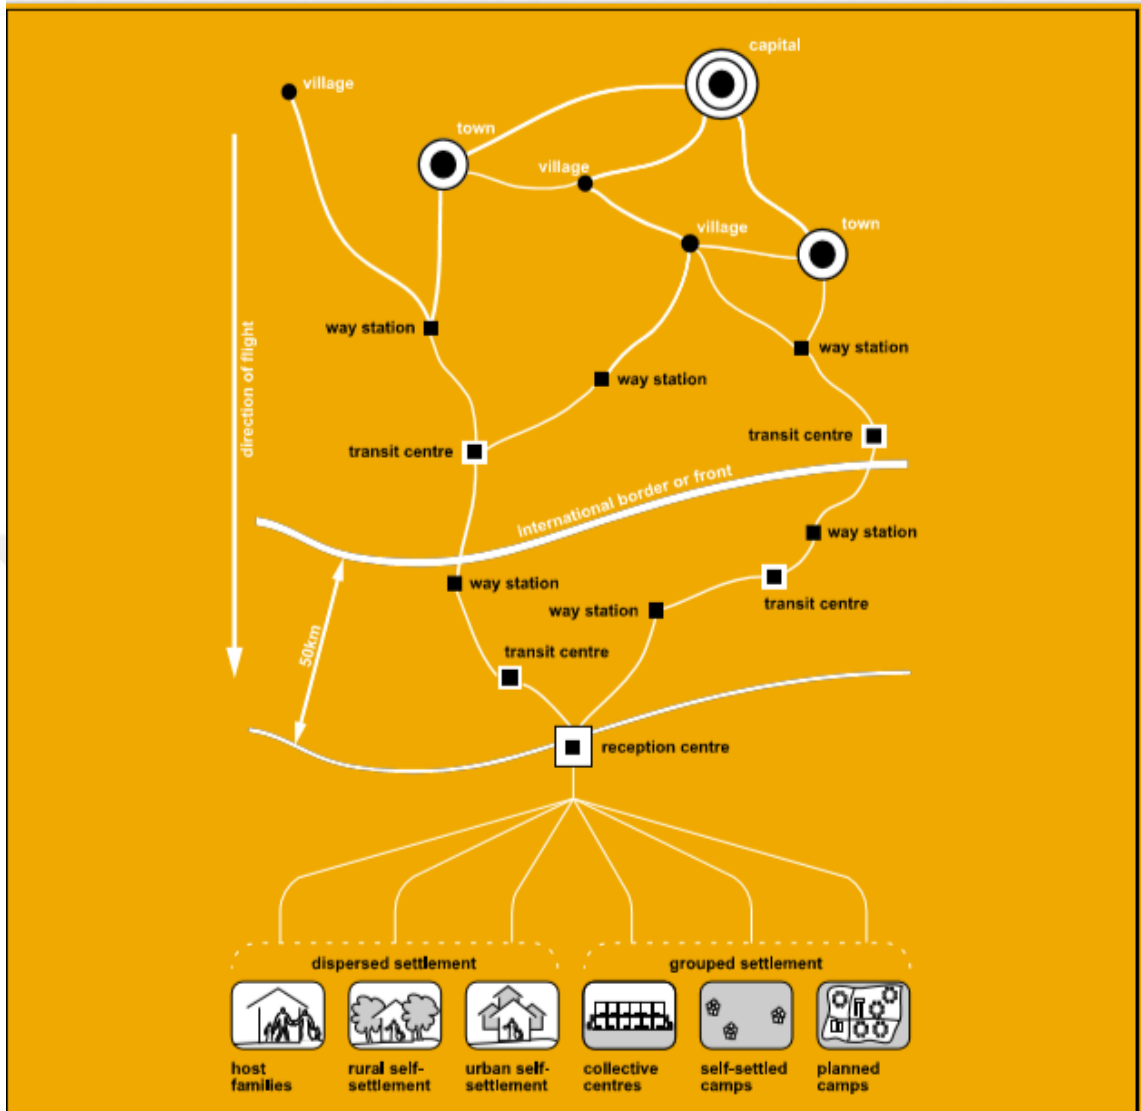 capital
village
town
village
village
town
way station
way station
way station
direction of flight
transit centre
transit centre
international border or front
way station
way station
way station
transit centre
50km
transit centre
reception centre
dispersed settlement
grouped settlement
host
families
rural self-
settlement
urban self-
settlement
collective
centres
self-settled
camps
planned
camps